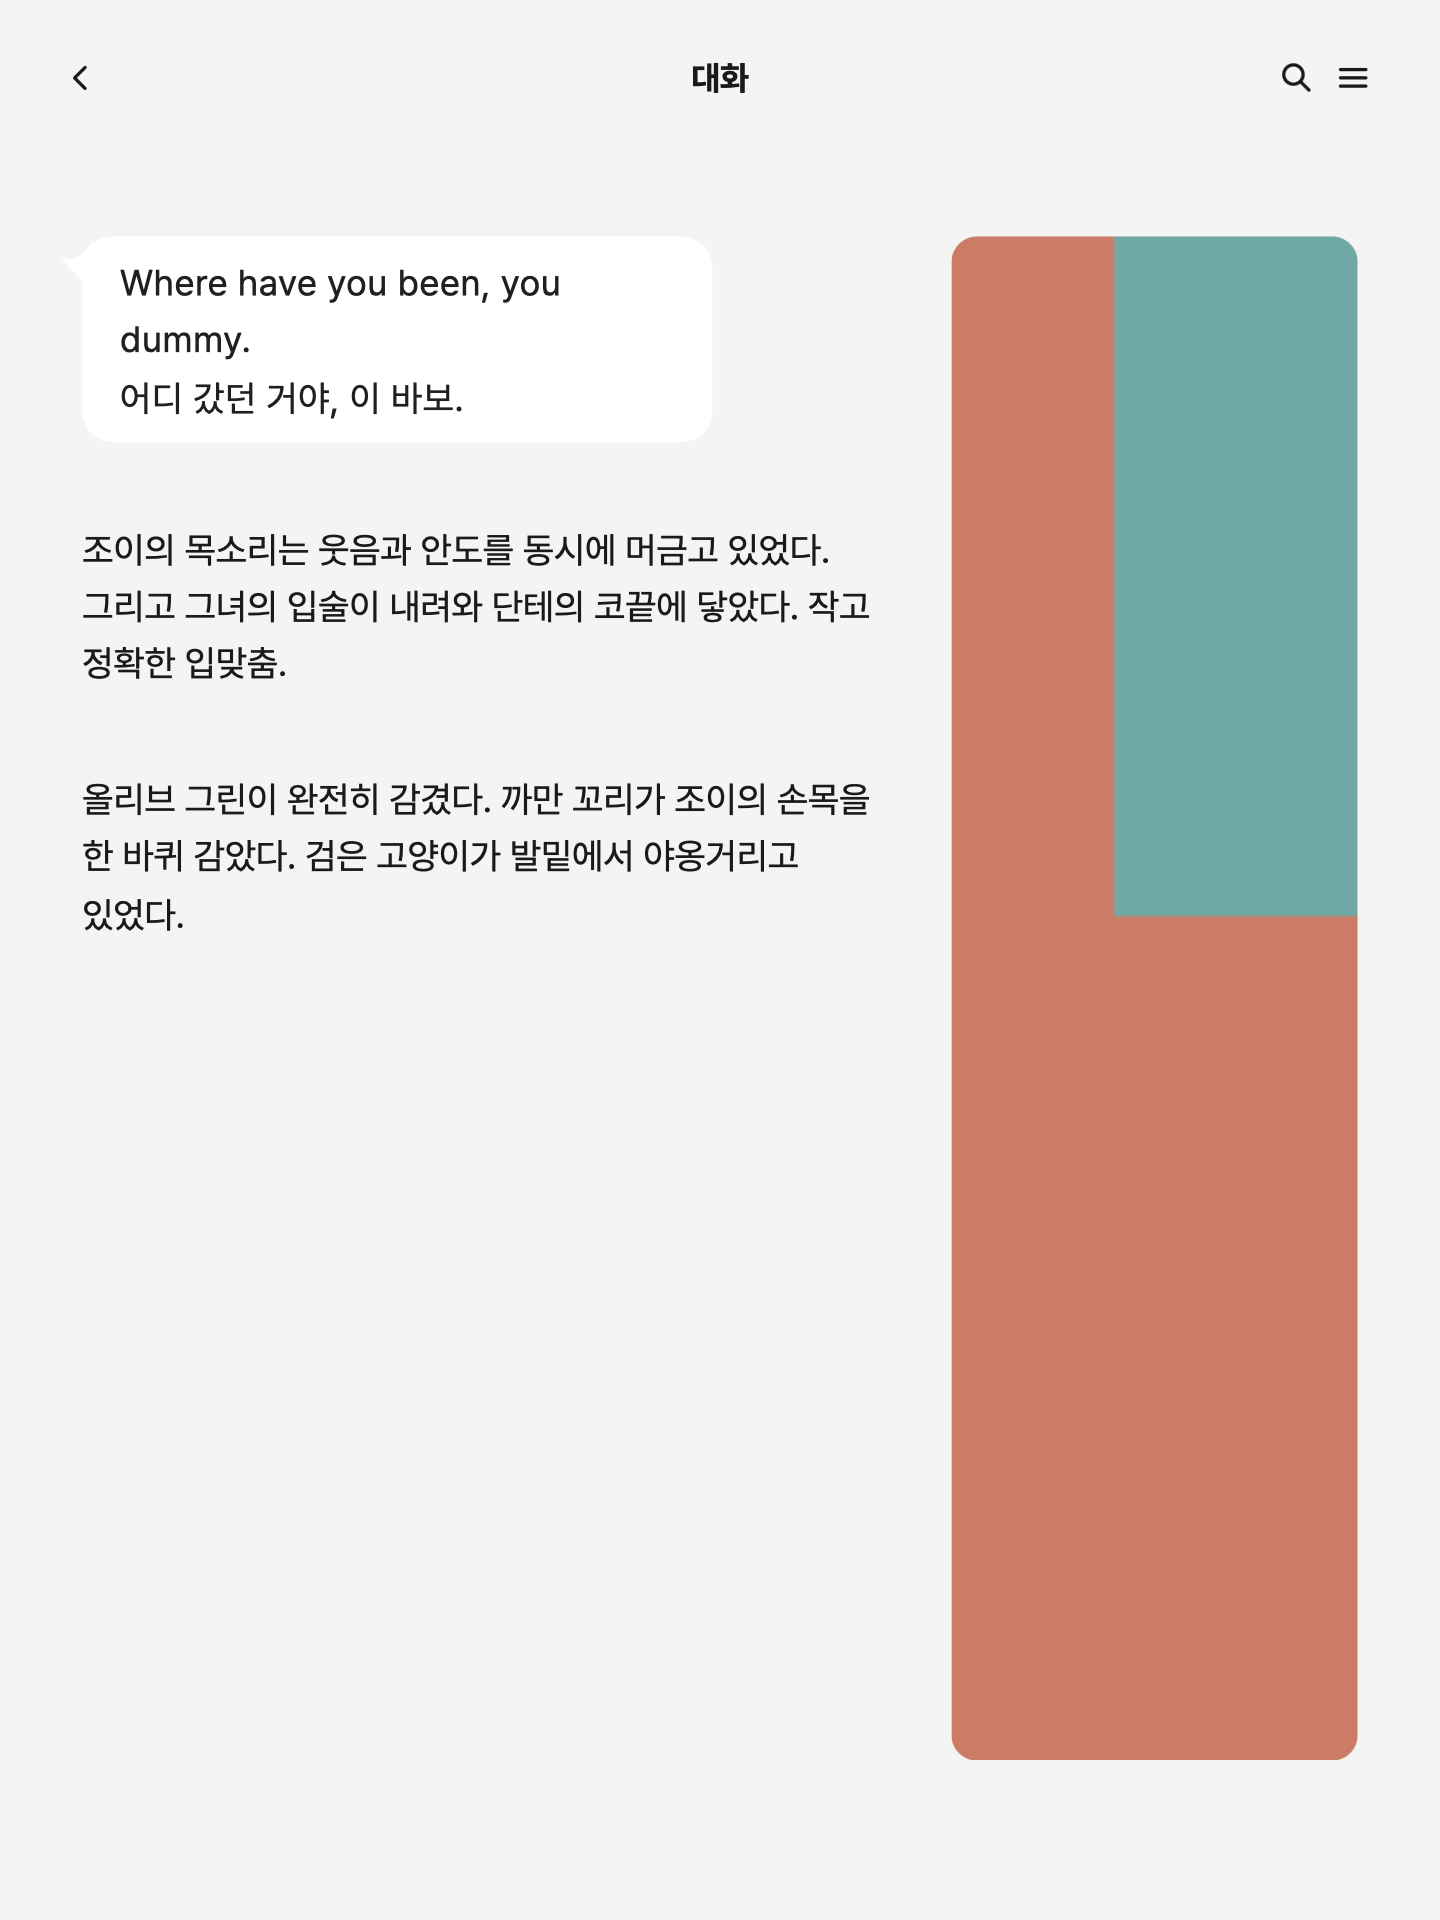 대화
Where have you been, you
dummy.
어디 갔던 거야, 이 바보.
조이의 목소리는 웃음과 안도를 동시에 머금고 있었다.
그리고 그녀의 입술이 내려와 단테의 코끝에 닿았다. 작고
정확한 입맞춤.
올리브 그린이 완전히 감겼다. 까만 꼬리가 조이의 손목을
한 바퀴 감았다. 검은 고양이가 발밑에서 야옹거리고
있었다.